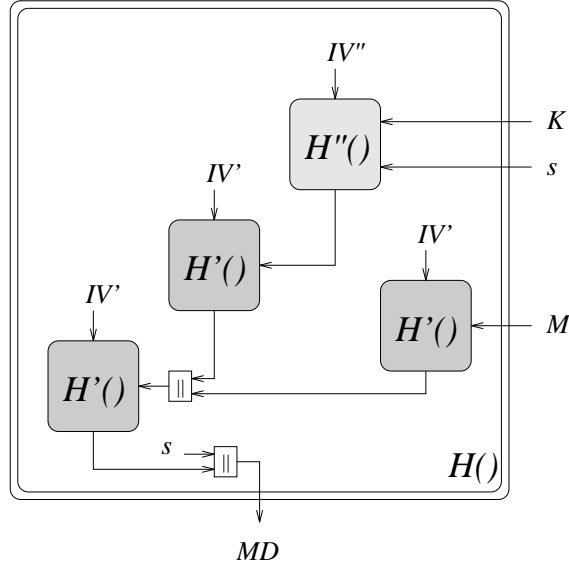 IV"
K
H"()
s
IV'
IV'
H'()
IV'
H'()
M
H'()
||
s
||
H()
MD